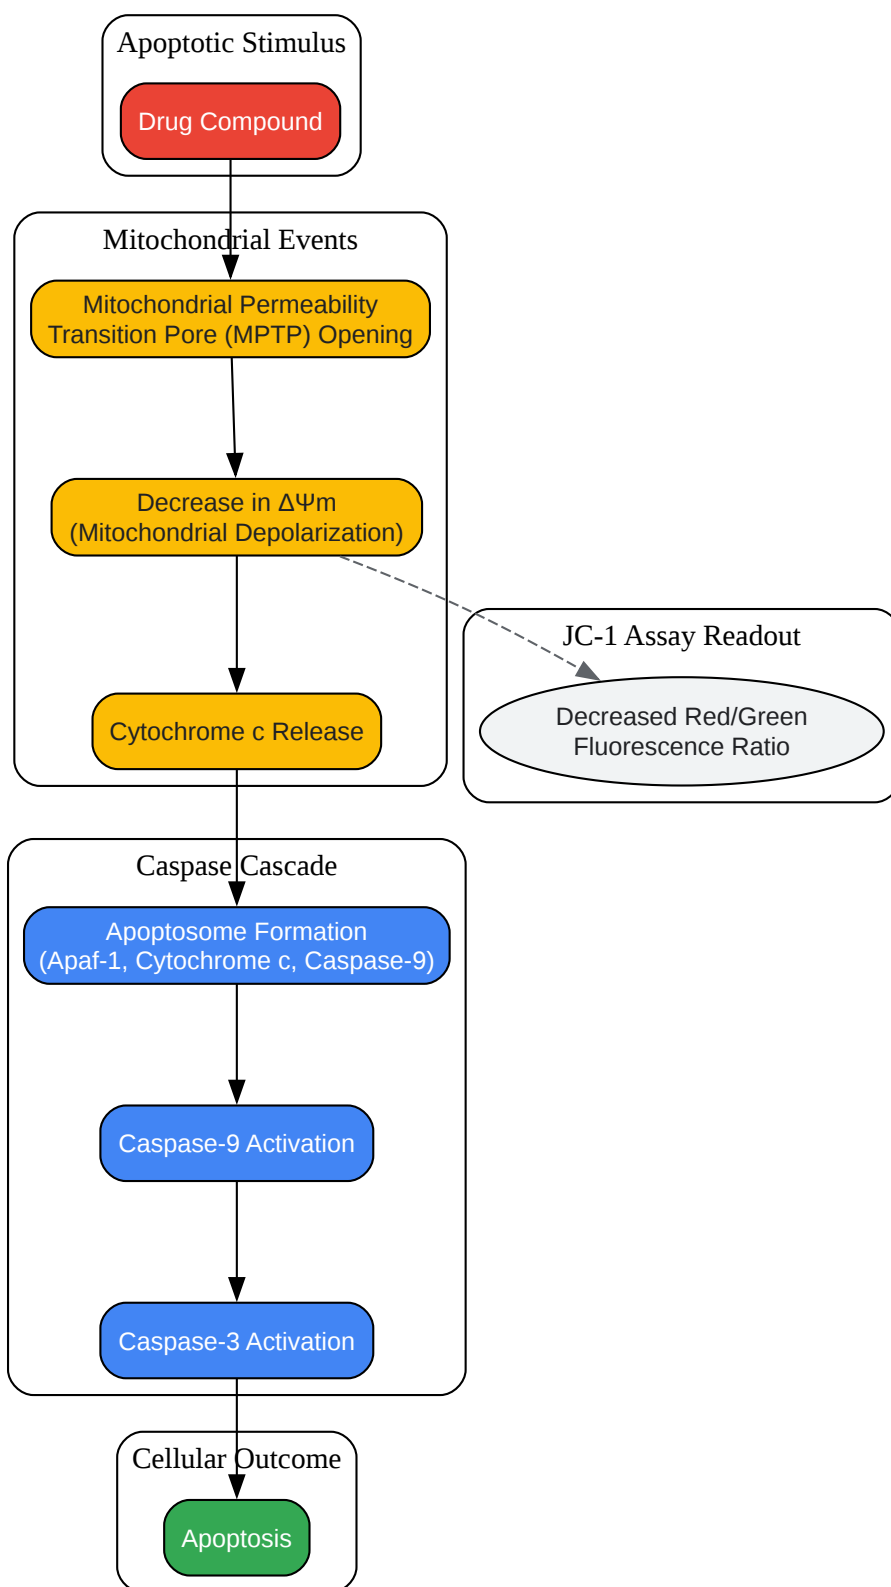 Apoptotic Stimulus
Drug Compound
Mitochondrial Events
Mitochondrial Permeability
Transition Pore (MPTP) Opening
Decrease in ΔΨm
(Mitochondrial Depolarization)
JC-1 Assay Readout
Decreased Red/Green
Fluorescence Ratio
Cytochrome c Release
Caspase Cascade
Apoptosome Formation
(Apaf-1, Cytochrome c, Caspase-9)
Caspase-9 Activation
Caspase-3 Activation
Cellular Outcome
Apoptosis